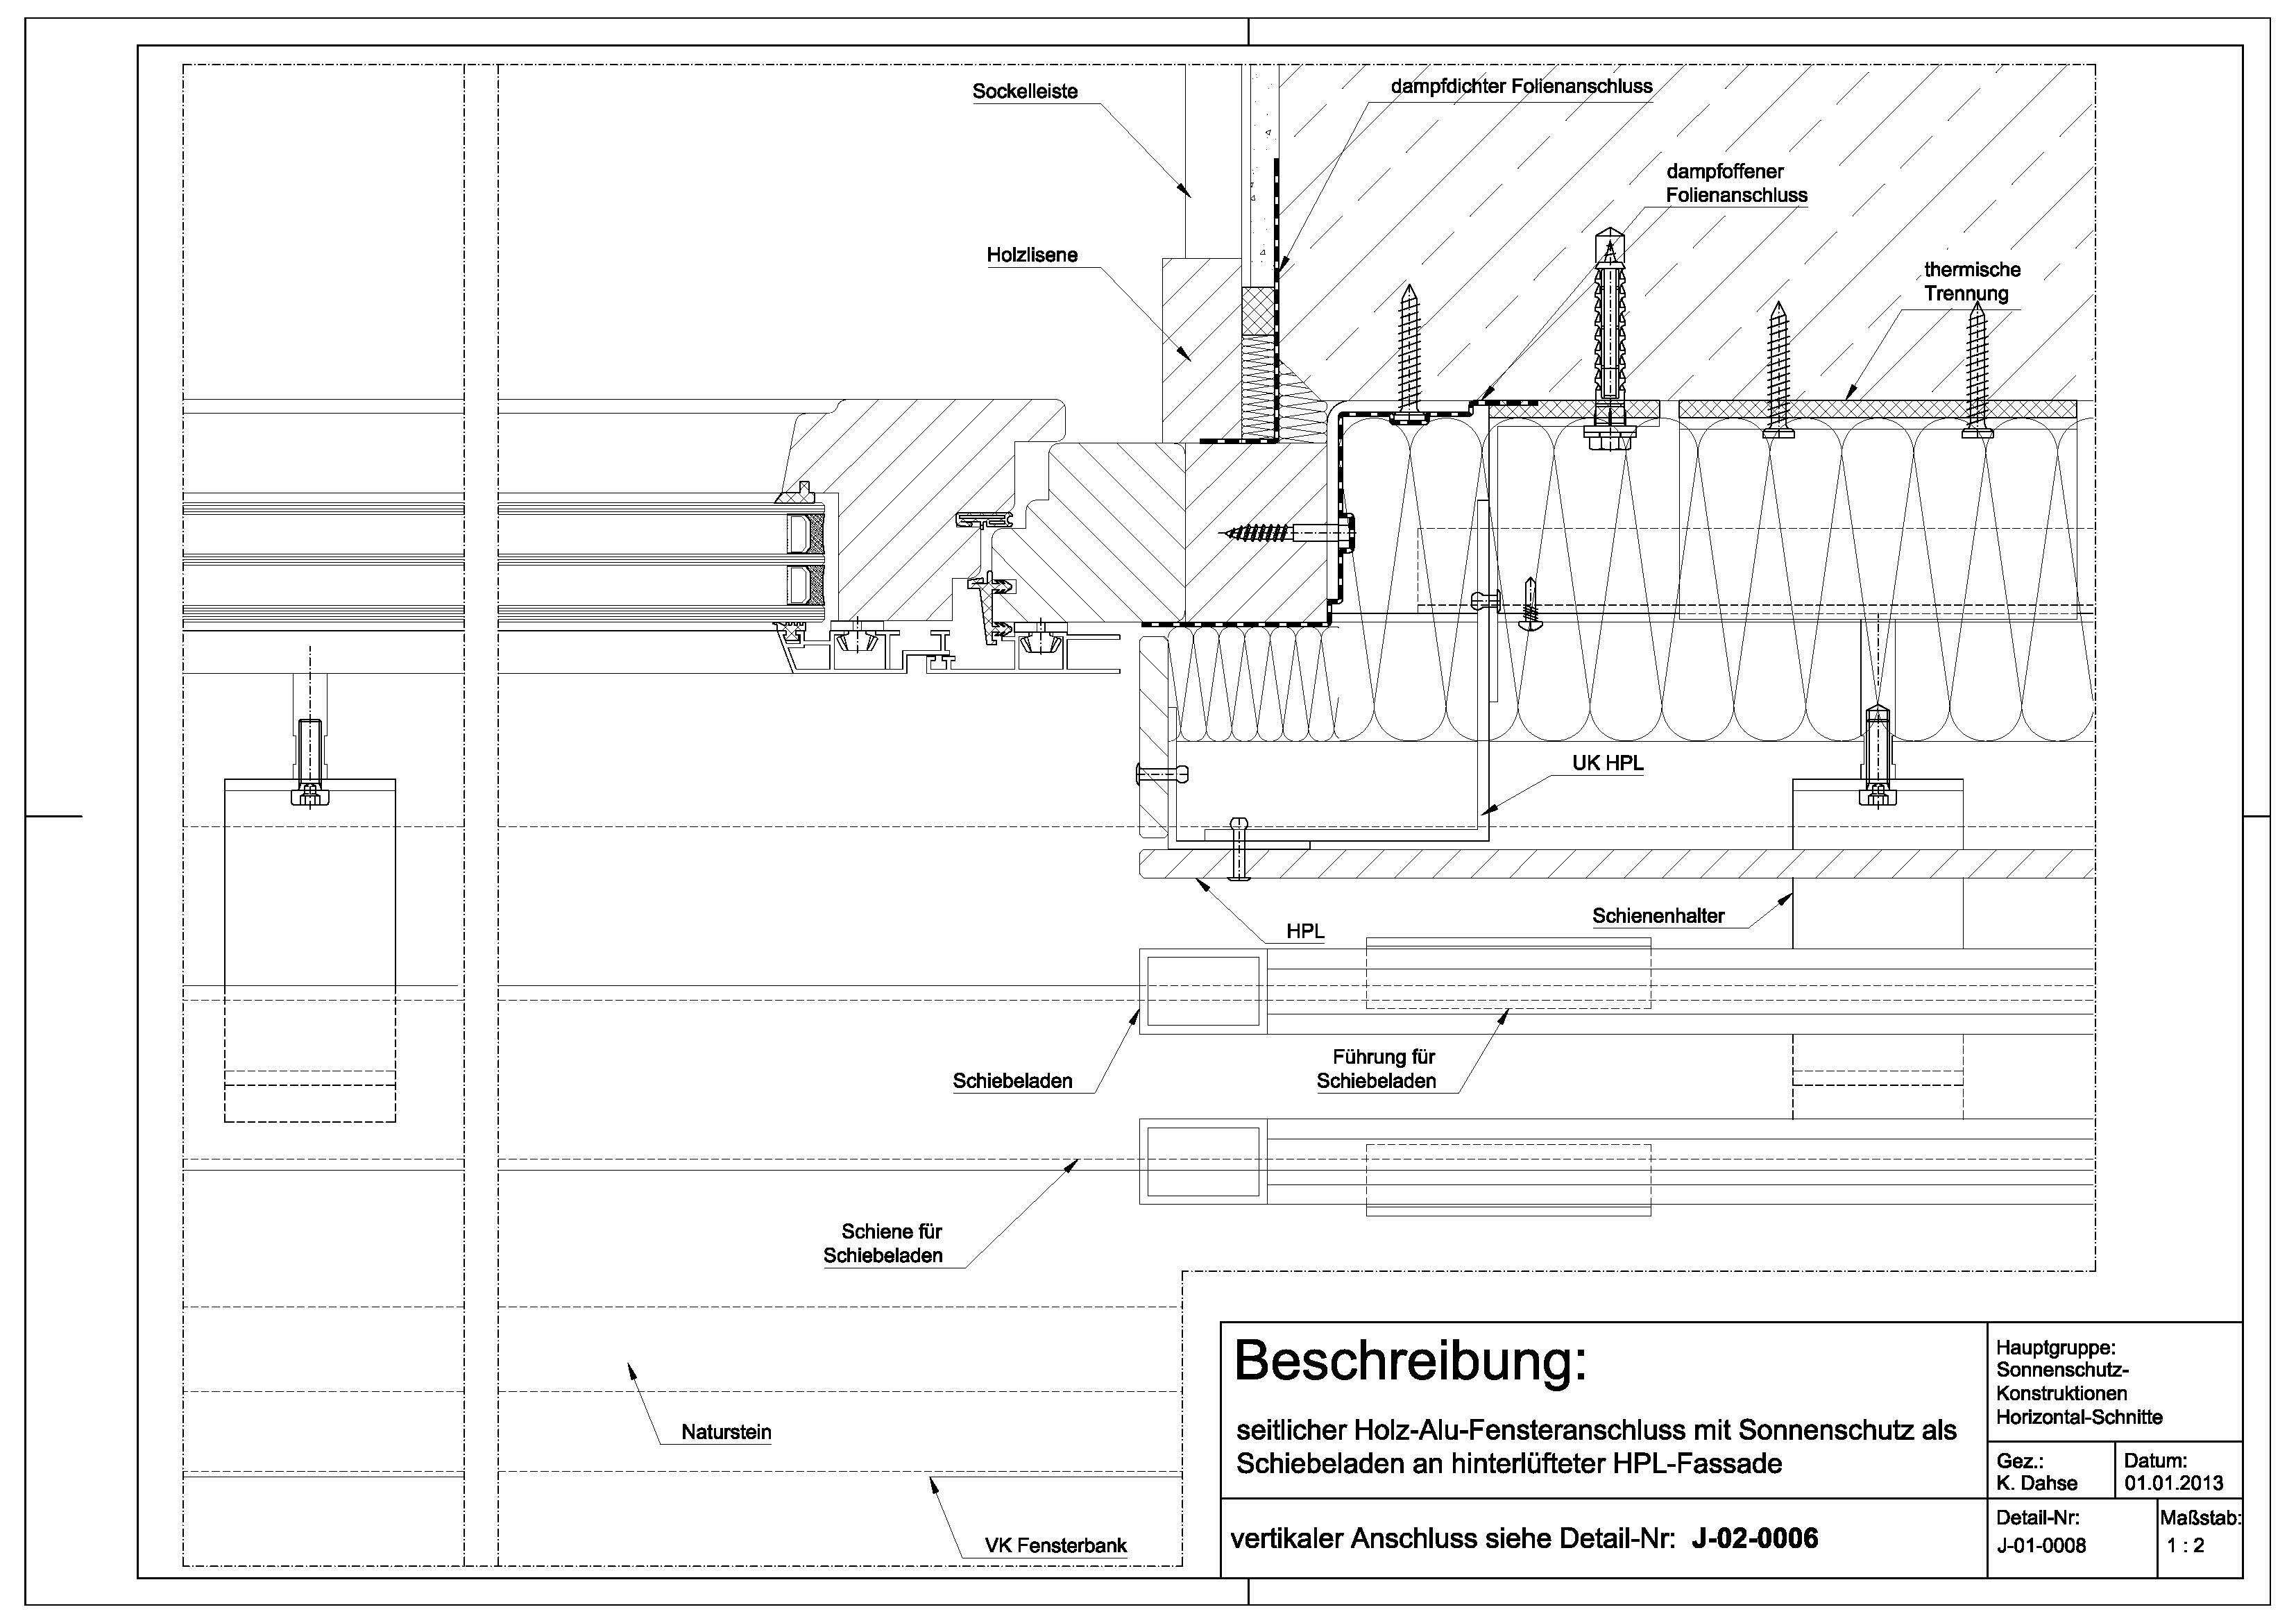 Sockelleiste
dampfdichter Folienanschluss
dampfoffener
Folienanschluss
Holzlisene
thermische
Trennung
UK HPL
Schienenhalter
HPL
Führung für
Schiebeladen
Schiebeladen
Schiene für
Schiebeladen
Naturstein
VK Fensterbank
Beschreibung:
seitlicher Holz-Alu-Fensteranschluss mit Sonnenschutz als
Schiebeladen an hinterlüfteter HPL-Fassade
vertikaler Anschluss siehe Detail-Nr: J-02-0006
Hauptgruppe:
Sonnenschutz-
Konstruktionen
Horizontal-Schnitte
Gez.:
K. Dahse
Datum:
01.01.2013
Detail-Nr:
J-01-0008
Maßstab:
1 : 2